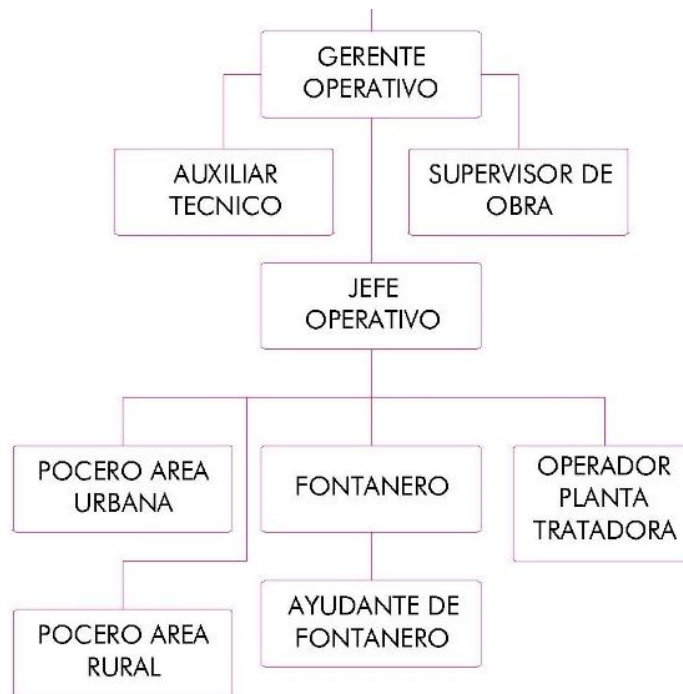 GERENTE
OPERATIVO
AUXILIAR
TECNICO
SUPERVISOR DE
OBRA
JEFE
OPERATIVO
POCERO AREA
URBANA
FONTANERO
OPERADOR
PLANTA
TRATADORA
POCERO AREA
RURAL
AYUDANTE DE
FONTANERO